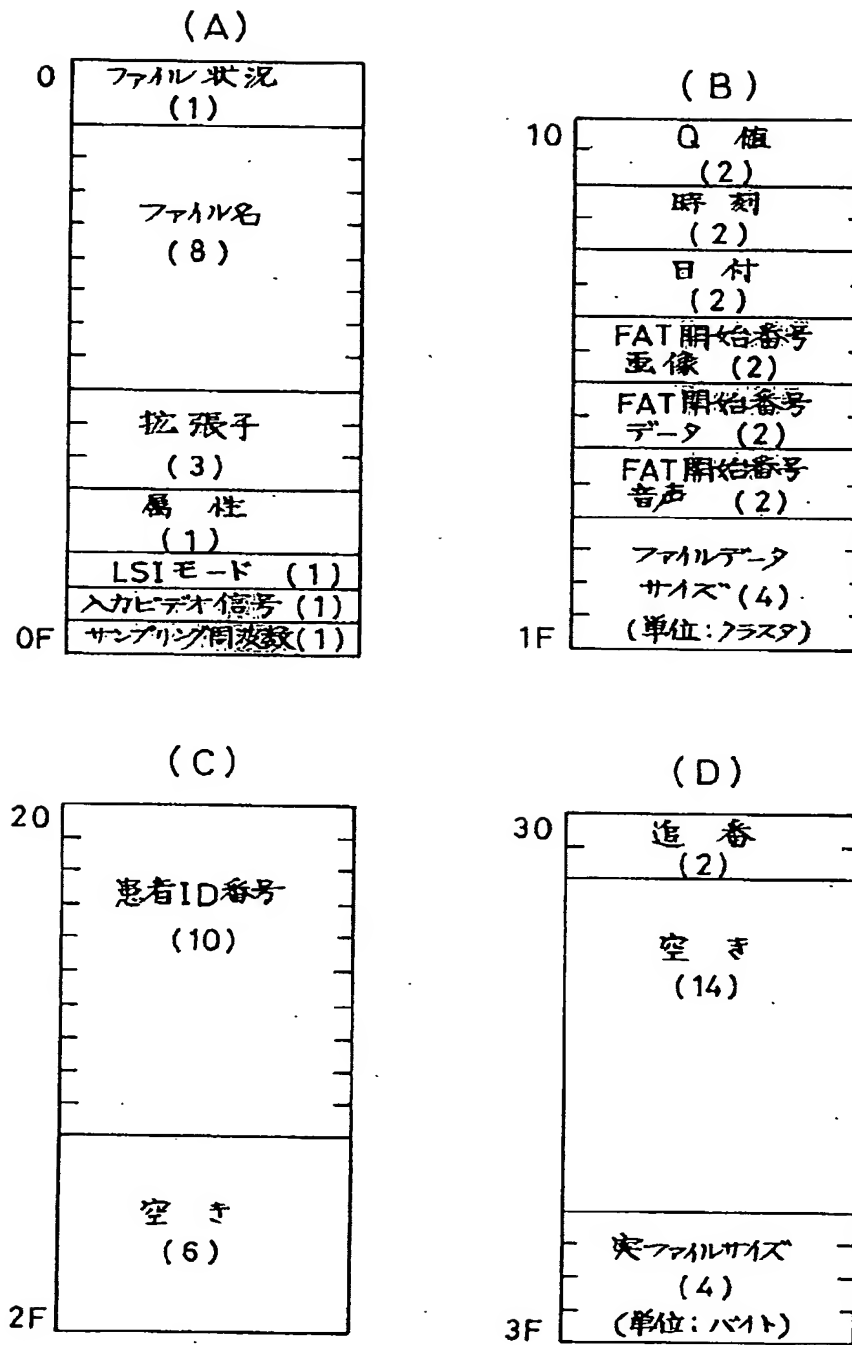 (A)
0
ファイル状況
(1)
ファイル名
(8)
拡張子
(3)
属性
(1)
LSIモード (1)
入力ビデオ信号(1)
サンプリング周波数(1)
0F
(B)
10
Q 値
(2)
時刻
(2)
日付
(2)
FAT開始番号
画像 (2)
FAT開始番号
データ (2)
FAT開始番号
音声 (2)
ファイルデータ
サイズ(4)
(単位:クラスタ)
1F
(C)
20
患者ID番号
(10)
空き
(6)
2F
(D)
30
追番
(2)
空き
(14)
実ファイルサイズ
(4)
(単位:バイト)
3F